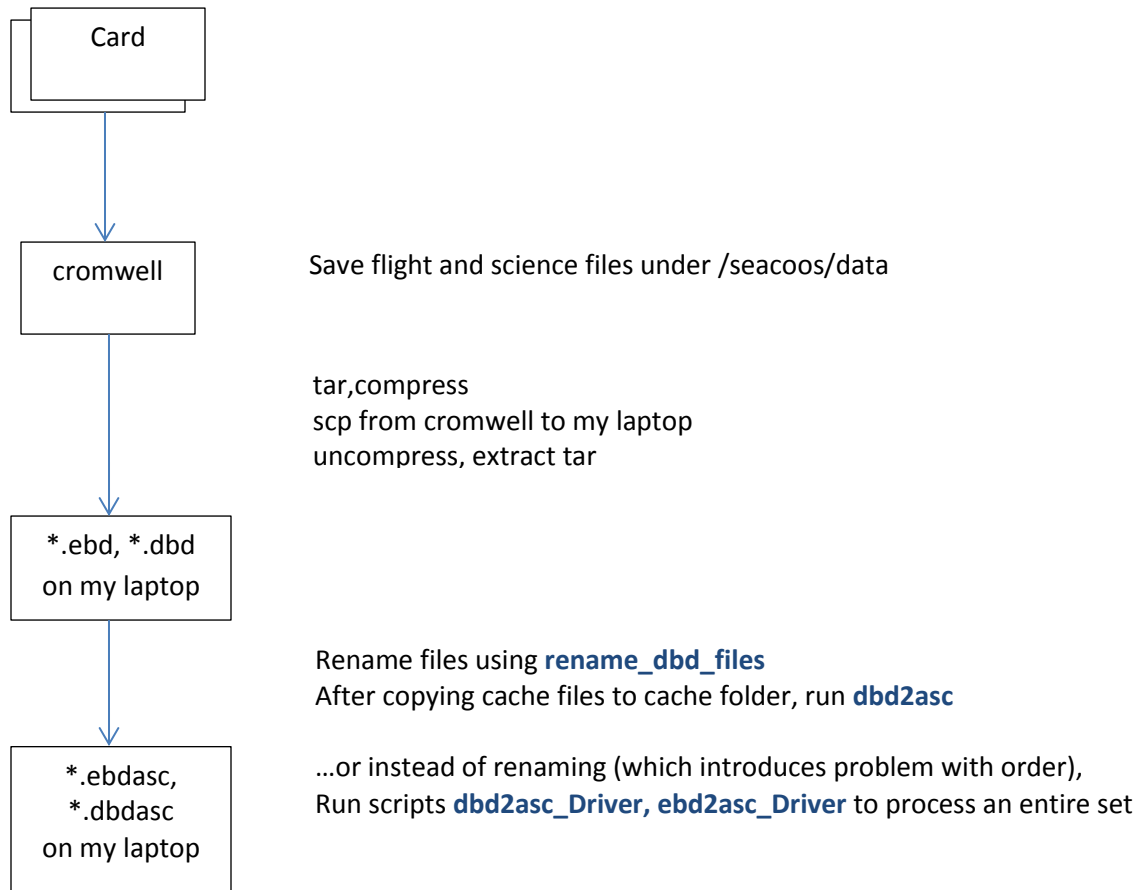 Card
cromwell
Save flight and science files under /seacoos/data
tar,compress
scp from cromwell to my laptop
uncompress, extract tar
*.ebd, *.dbd
on my laptop
Rename files using rename_dbd_files
After copying cache files to cache folder, run dbd2asc
*.ebdasc,
*.dbdasc
on my laptop
…or instead of renaming (which introduces problem with order),
Run scripts dbd2asc_Driver, ebd2asc_Driver to process an entire set